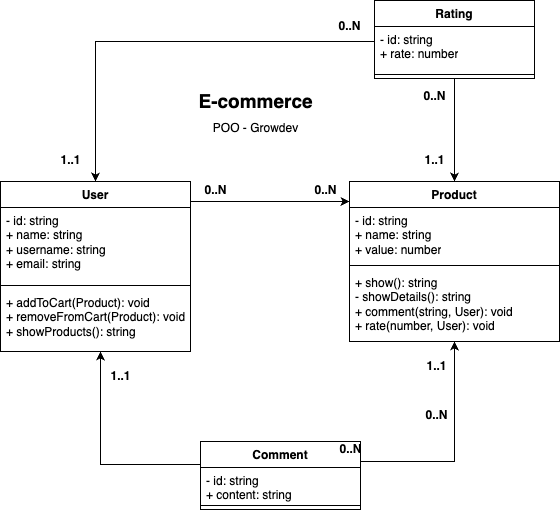 Rating
- id: string
+ rate: number
0..N
0..N
E-commerce
POO - Growdev
1..1
1..1
User
- id: string
+ name: string
+ username: string
+ email: string
+ addToCart(Product): void
+ removeFromCart(Product): void
+ showProducts(): string
0..N
0..N
Product
- id: string
+ name: string
+ value: number
+ show(): string
- showDetails(): string
+ comment(string, User): void
+ rate(number, User): void
1..1
1..1
0..N
Comment
0..N
- id: string
+ content: string